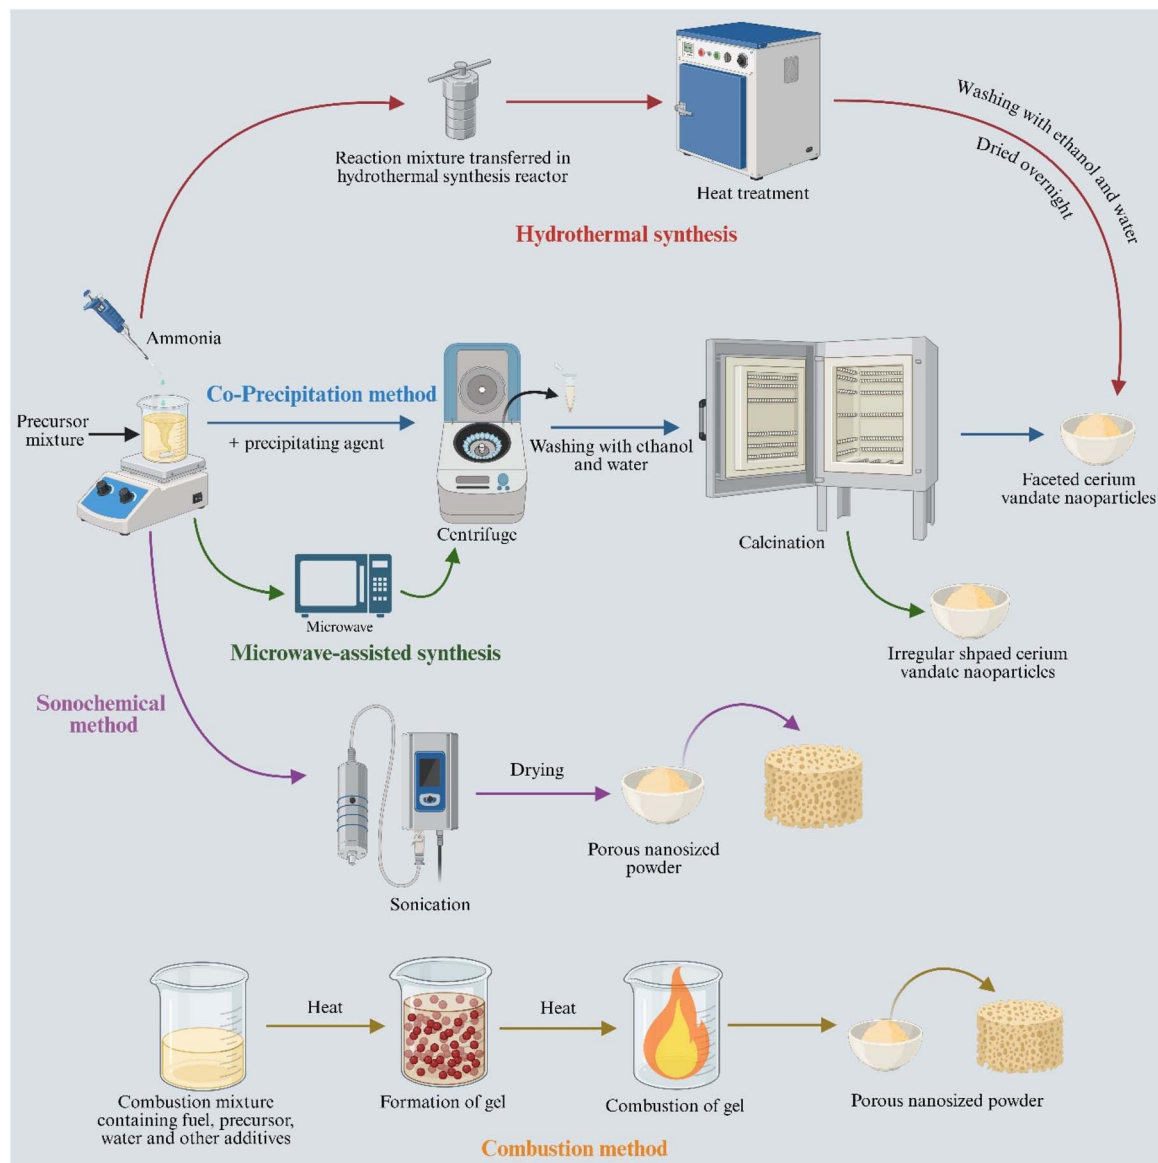 Reaction mixture transferred in
hydrothermal synthesis reactor
Heat treatment
Washing with ethanol and water
Dried overnight
Hydrothermal synthesis
Ammonia
Precursor
mixture
Co-Precipitation method
+ precipitating agent
Centrifuge
Washing with ethanol
and water
Calcination
Faceted cerium
vandate naoparticles
Microwave
Microwave-assisted synthesis
Irregular shpaed cerium
vandate naoparticles
Sonochemical
method
Sonication
Drying
Porous nanosized
powder
Combustion mixture
containing fuel, precursor,
water and other additives
Heat
Formation of gel
Heat
Combustion of gel
Porous nanosized powder
Combustion method